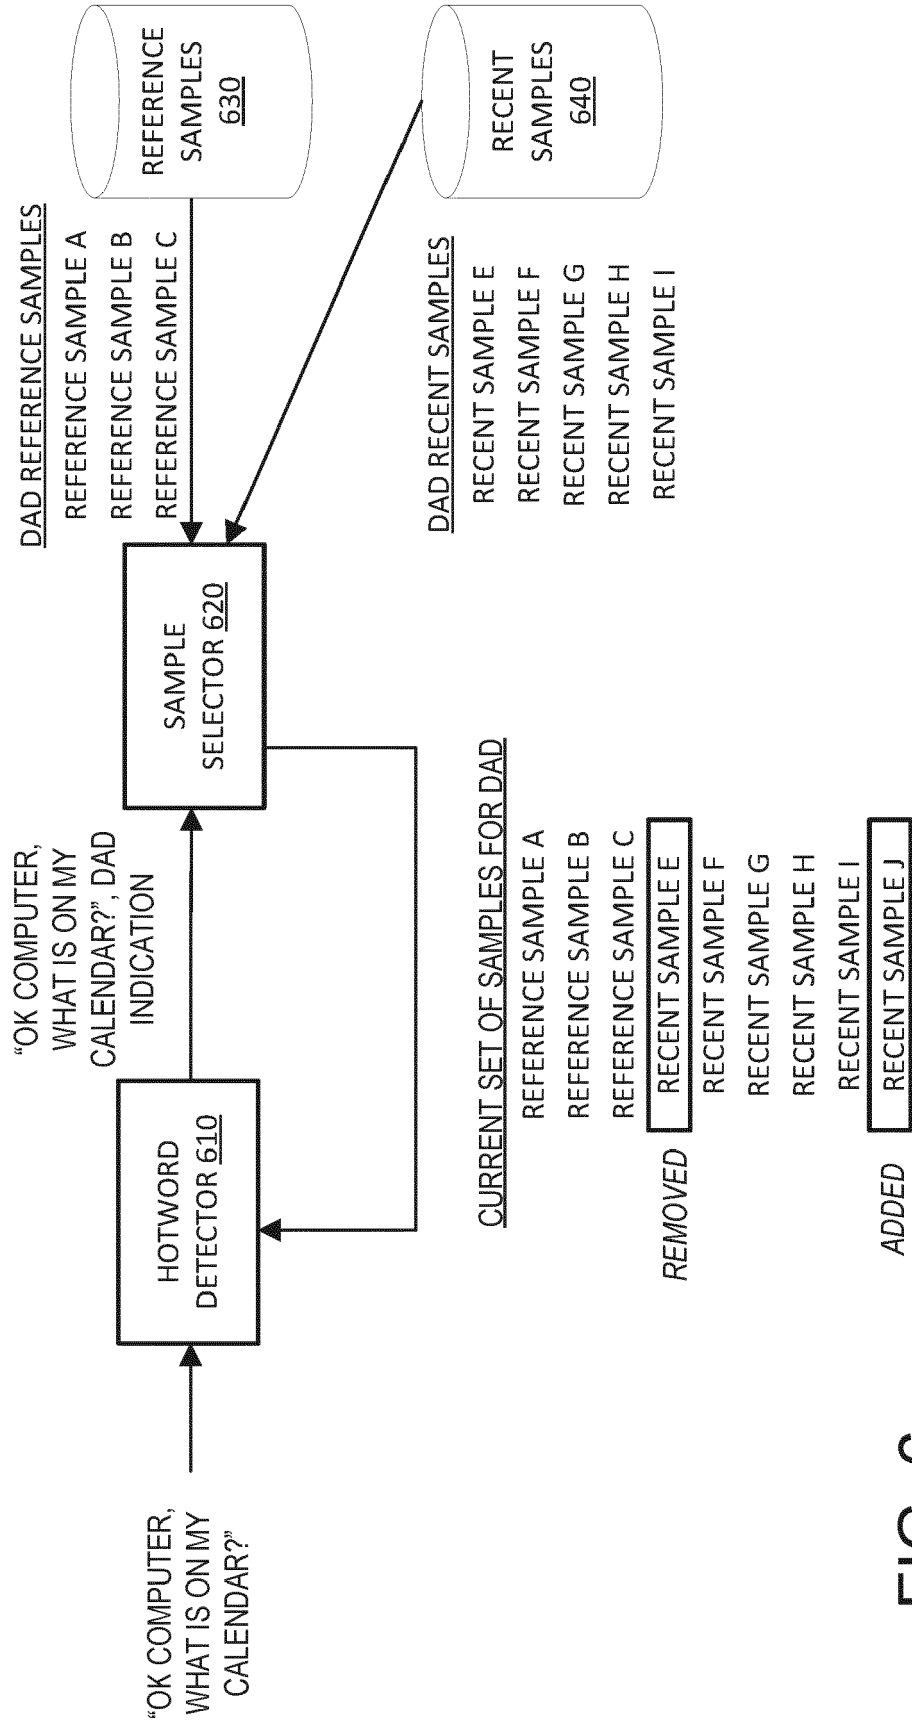 "OK COMPUTER,
WHAT IS ON MY
CALENDAR?"
HOTWORD
DETECTOR 610
"OK COMPUTER,
WHAT IS ON MY
CALENDAR?", DAD
INDICATION
SAMPLE
SELECTOR 620
DAD REFERENCE SAMPLES
REFERENCE SAMPLE A
REFERENCE SAMPLE B
REFERENCE SAMPLE C
REFERENCE
SAMPLES
630
DAD RECENT SAMPLES
RECENT SAMPLE E
RECENT SAMPLE F
RECENT SAMPLE G
RECENT SAMPLE H
RECENT SAMPLE I
RECENT
SAMPLES
640
CURRENT SET OF SAMPLES FOR DAD
REFERENCE SAMPLE A
REFERENCE SAMPLE B
REFERENCE SAMPLE C
REMOVED RECENT SAMPLE E
RECENT SAMPLE F
RECENT SAMPLE G
RECENT SAMPLE H
RECENT SAMPLE I
ADDED RECENT SAMPLE J
FIG.